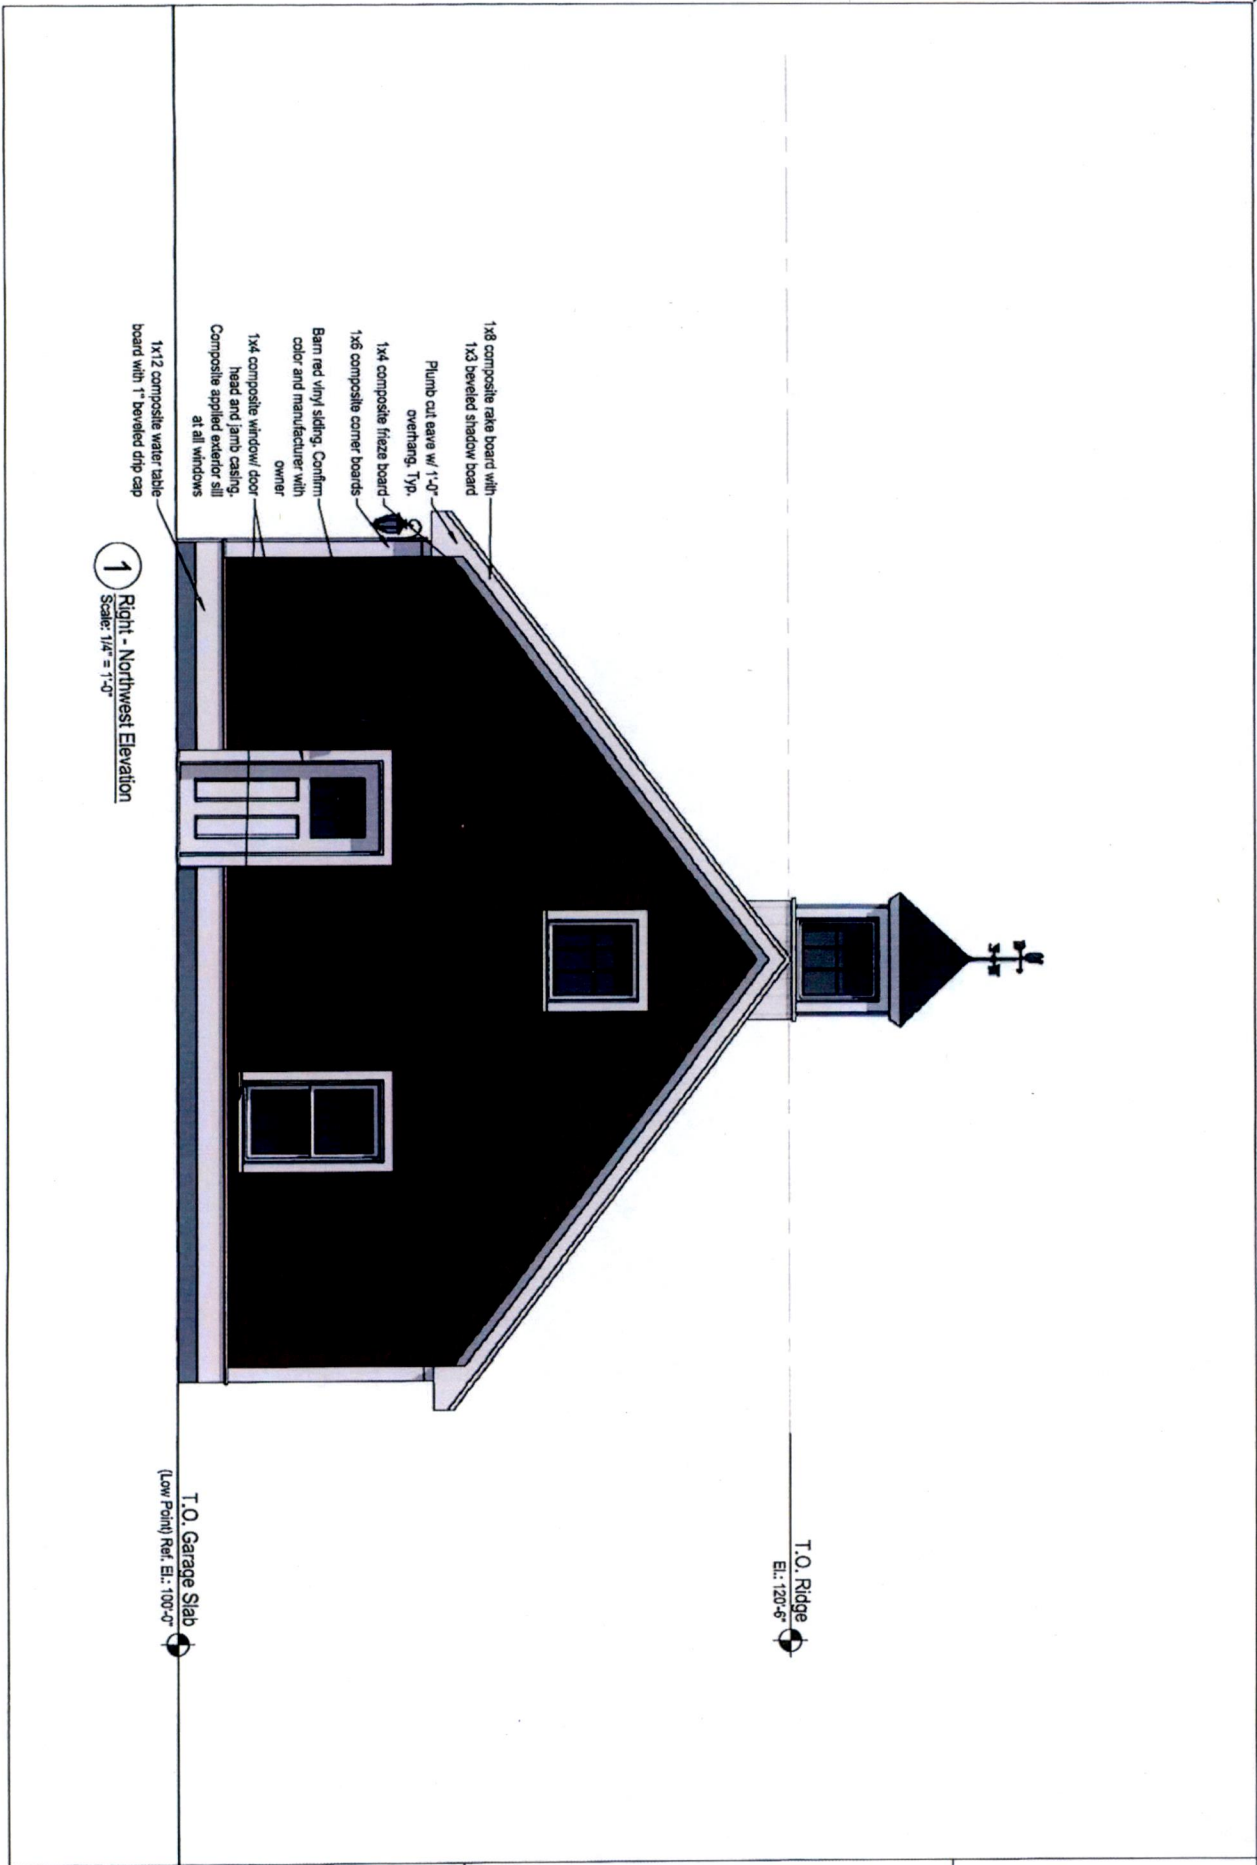 1x8 composite rake board with
1x3 beveled shadow board
Plumb cut eave w/ 1'-0"
overhang. Typ.
1x4 composite frieze board
1x6 composite corner boards
Barn red vinyl siding. Confirm
color and manufacturer with
owner
1x4 composite window/ door
head and jamb casing.
Composite applied exterior sill
at all windows
1x12 composite water table
board with 1" beveled drip cap
1
Right - Northwest Elevation
Scale: 1/4" = 1'-0"
T.O. Ridge
El.: 120'-6"
T.O. Garage Slab
(Low Point) Ref. El.: 100'-0"